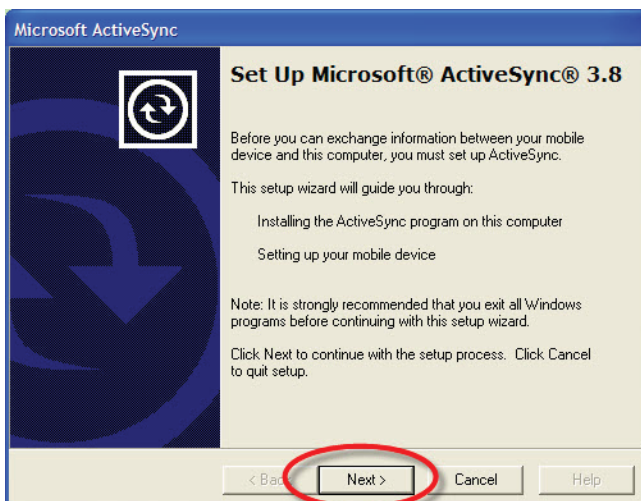 Microsoft ActiveSync
Set Up Microsoft® ActiveSync® 3.8
Before you can exchange information between your mobile
device and this computer, you must set up ActiveSync.
This setup wizard will guide you through:
Installing the ActiveSync program on this computer
Setting up your mobile device
Note: It is strongly recommended that you exit all Windows
programs before continuing with this setup wizard.
Click Next to continue with the setup process. Click Cancel
to quit setup.
< Back Next > Cancel Help